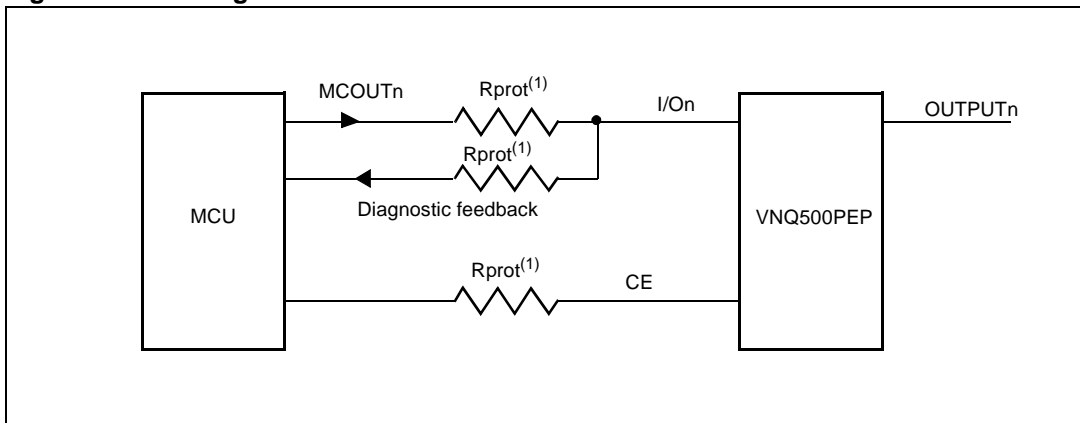 MCOUTn
Rprot(1)
I/On
OUTPUTn
Rprot(1)
Diagnostic feedback
MCU
VNQ500PEP
Rprot(1)
CE